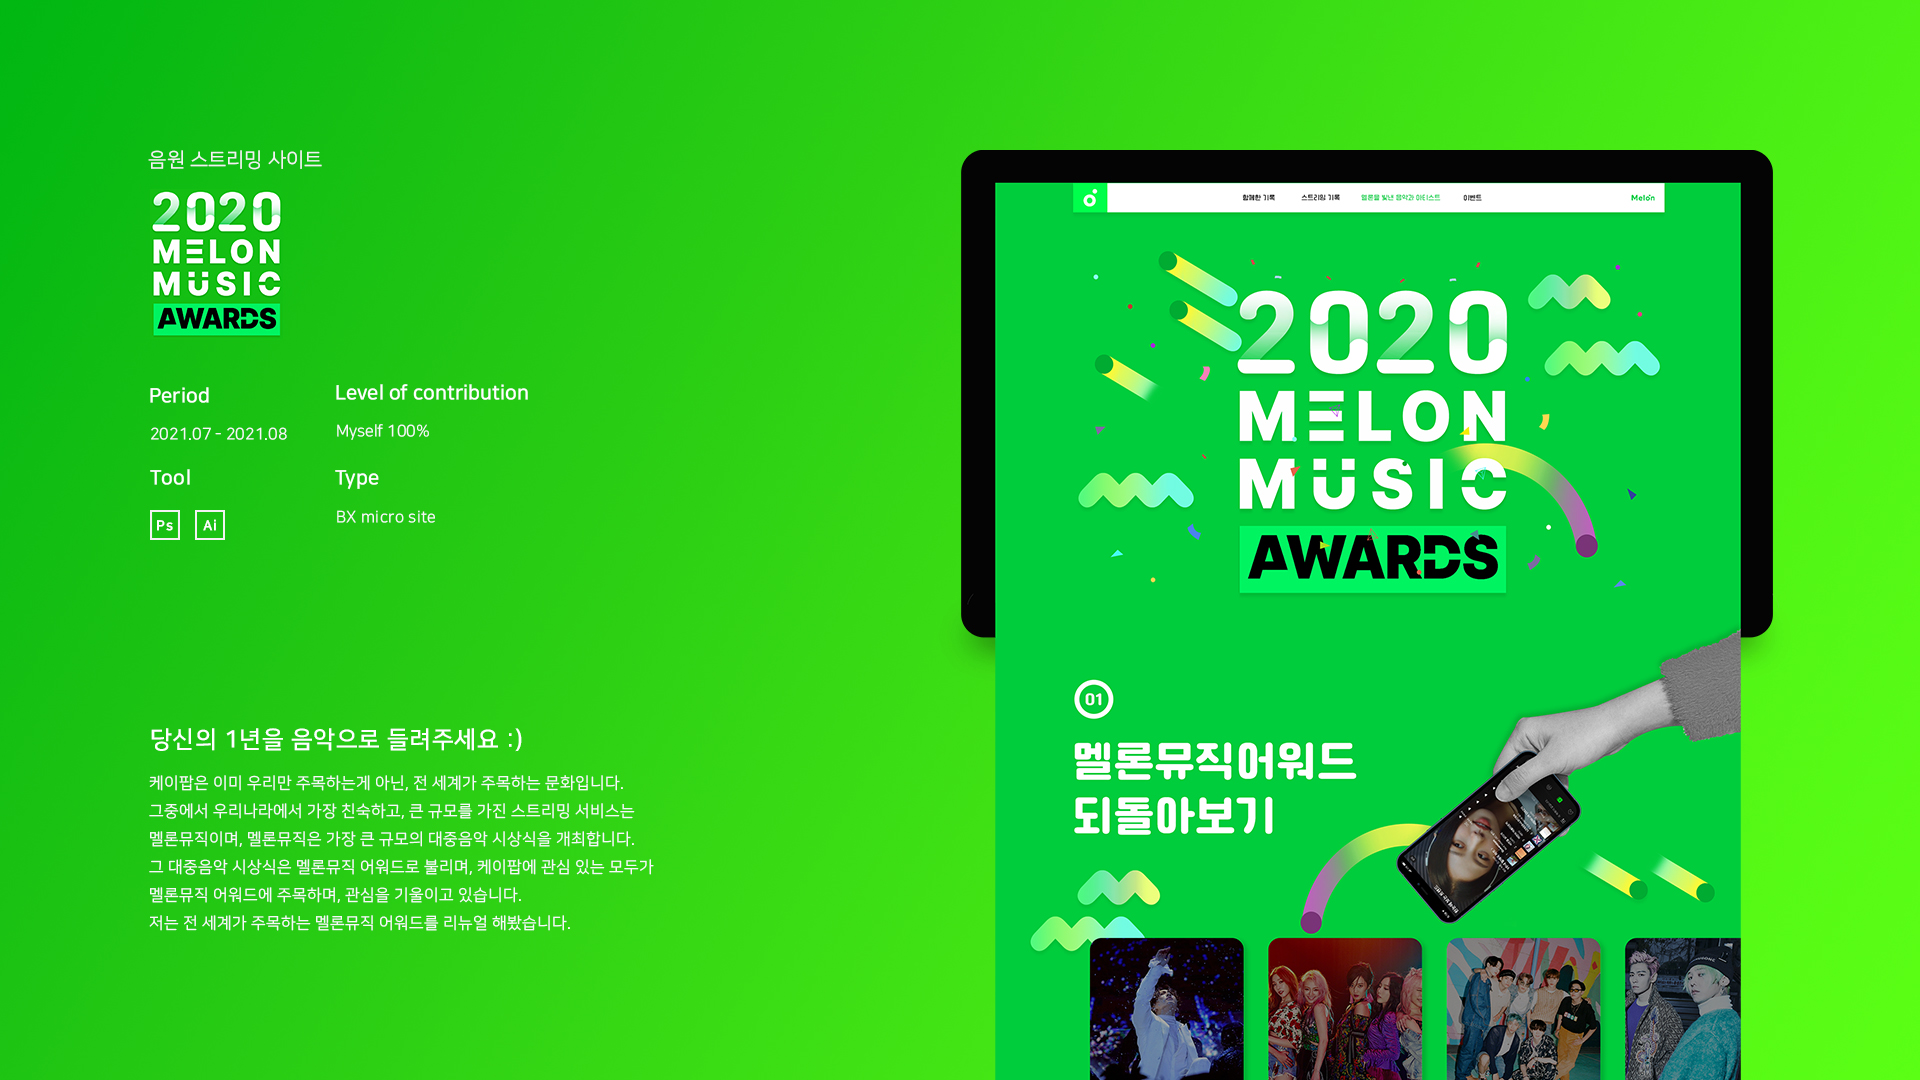 음원 스트리밍 사이트
2020
MELON
MUSIC
AWARDS
Period
2021.07 - 2021.08
Level of contribution
Myself 100%
Tool
Ps Ai
Type
BX micro site
당신의 1년을 음악으로 들려주세요 :)
케이팝은 이미 우리만 주목하는게 아닌, 전 세계가 주목하는 문화입니다.
그중에서 우리나라에서 가장 친숙하고, 큰 규모를 가진 스트리밍 서비스는
멜론뮤직이며, 멜론뮤직은 가장 큰 규모의 대중음악 시상식을 개최합니다.
그 대중음악 시상식은 멜론뮤직 어워드로 불리며, 케이팝에 관심 있는 모두가
멜론뮤직 어워드에 주목하며, 관심을 기울이고 있습니다.
저는 전 세계가 주목하는 멜론뮤직 어워드를 리뉴얼 해봤습니다.
함께한 기록 스트리밍 기록 멜론을 빛낸 음악과 아티스트 이벤트 Melon
2020
MELON
MUSIC
AWARDS
01
멜론뮤직어워드
되돌아보기